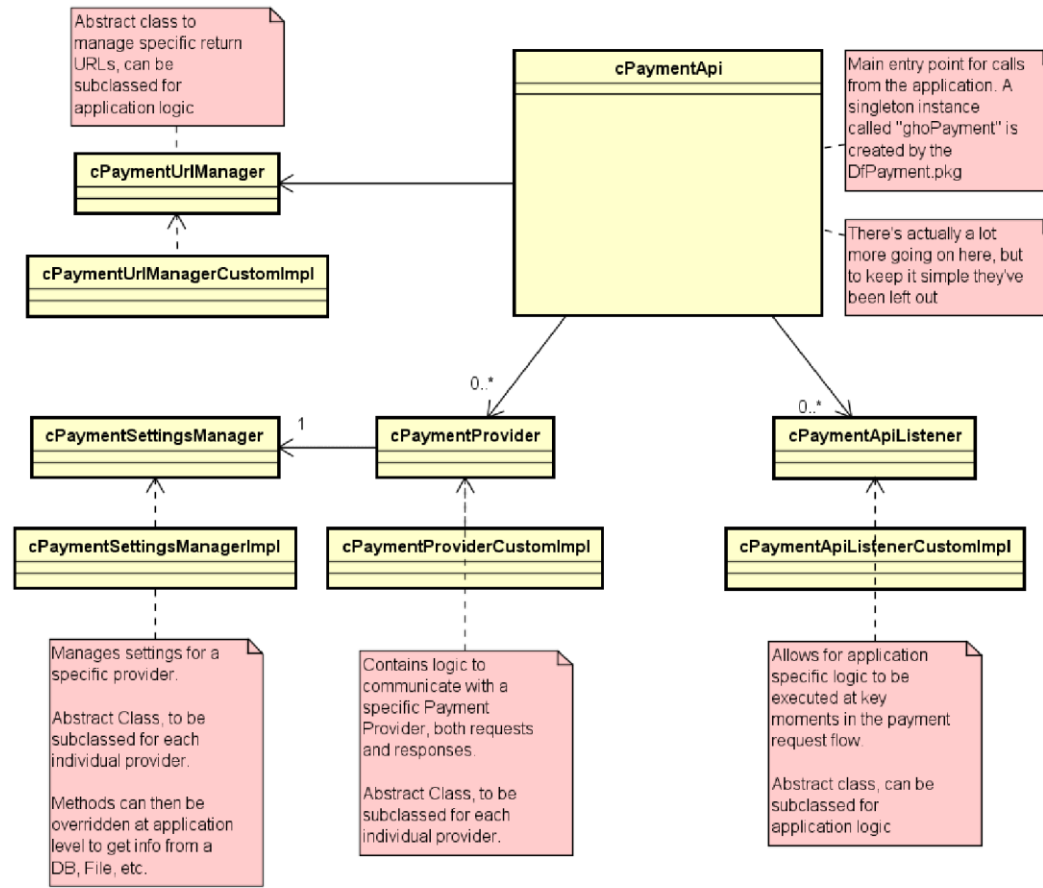 Abstract class to
manage specific return
URLs, can be
subclassed for
application logic
cPaymentApi
Main entry point for calls
from the application. A
singleton instance
called "ghoPayment" is
created by the
DfPayment.pkg
cPaymentUrlManager
There's actually a lot
more going on here, but
to keep it simple they've
been left out
cPaymentUrlManagerCustomImpl
0..*
0..*
1
cPaymentSettingsManager
cPaymentProvider
cPaymentApiListener
cPaymentSettingsManagerImpl
cPaymentProviderCustomImpl
cPaymentApiListenerCustomImpl
Manages settings for a
specific provider.
Abstract Class, to be
subclassed for each
individual provider.
Methods can then be
overridden at application
level to get info from a
DB, File, etc.
Contains logic to
communicate with a
specific Payment
Provider, both requests
and responses.
Abstract Class, to be
subclassed for each
individual provider.
Allows for application
specific logic to be
executed at key
moments in the payment
request flow.
Abstract class, can be
subclassed for
application logic